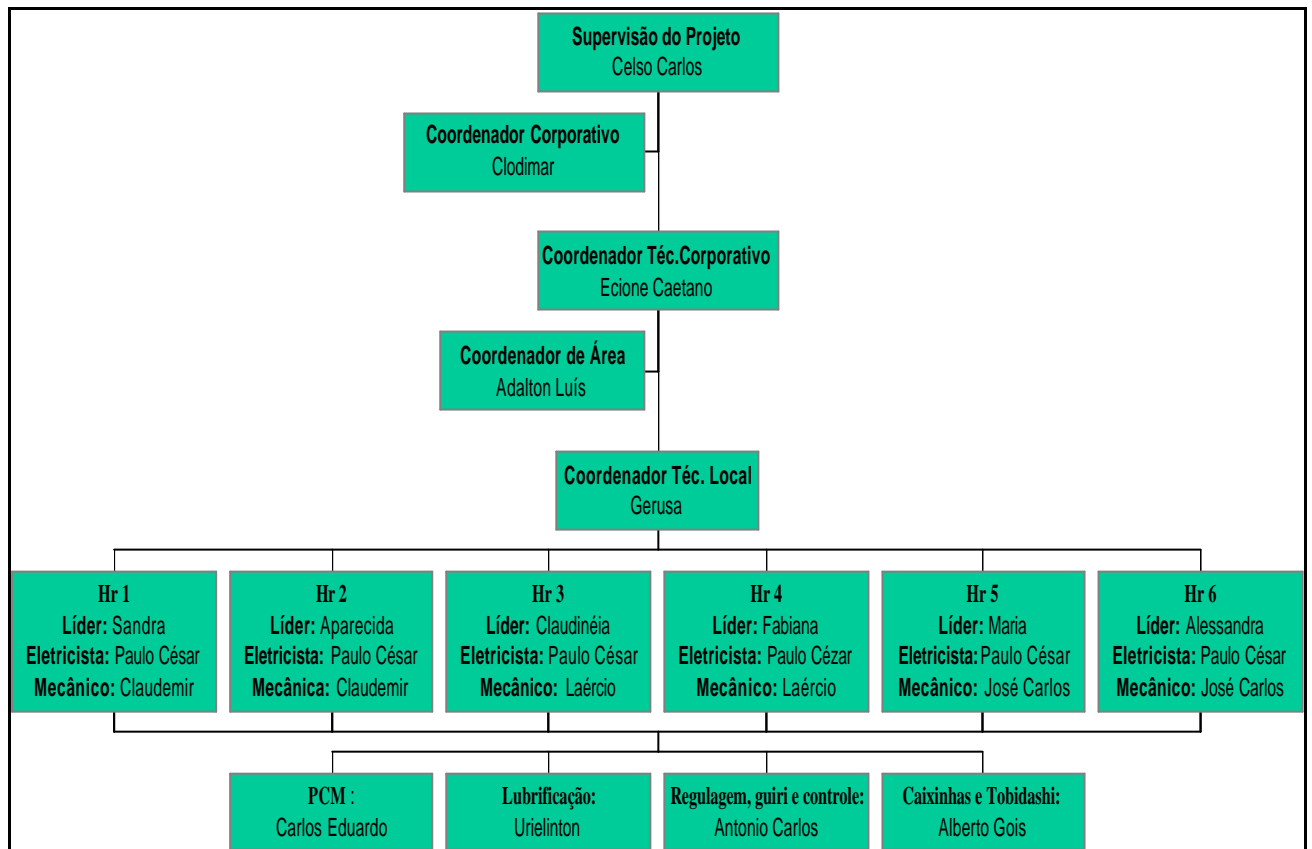 Supervisão do Projeto
Celso Carlos
Coordenador Corporativo
Clodimar
Coordenador Téc.Corporativo
Ecione Caetano
Coordenador de Área
Adalton Luís
Coordenador Téc. Local
Gerusa
Hr 1
Líder: Sandra
Eletricista: Paulo César
Mecânico: Claudemir
Hr 2
Líder: Aparecida
Eletricista: Paulo César
Mecânica: Claudemir
Hr 3
Líder: Claudinéia
Eletricista: Paulo César
Mecânico: Laércio
Hr 4
Líder: Fabiana
Eletricista: Paulo Cézar
Mecânico: Laércio
Hr 5
Líder: Maria
Eletricista: Paulo César
Mecânico: José Carlos
Hr 6
Líder: Alessandra
Eletricista: Paulo César
Mecânico: José Carlos
PCM :
Carlos Eduardo
Lubrificação:
Urielinton
Regulagem, guiri e controle:
Antonio Carlos
Caixinhas e Tobidashi:
Alberto Gois